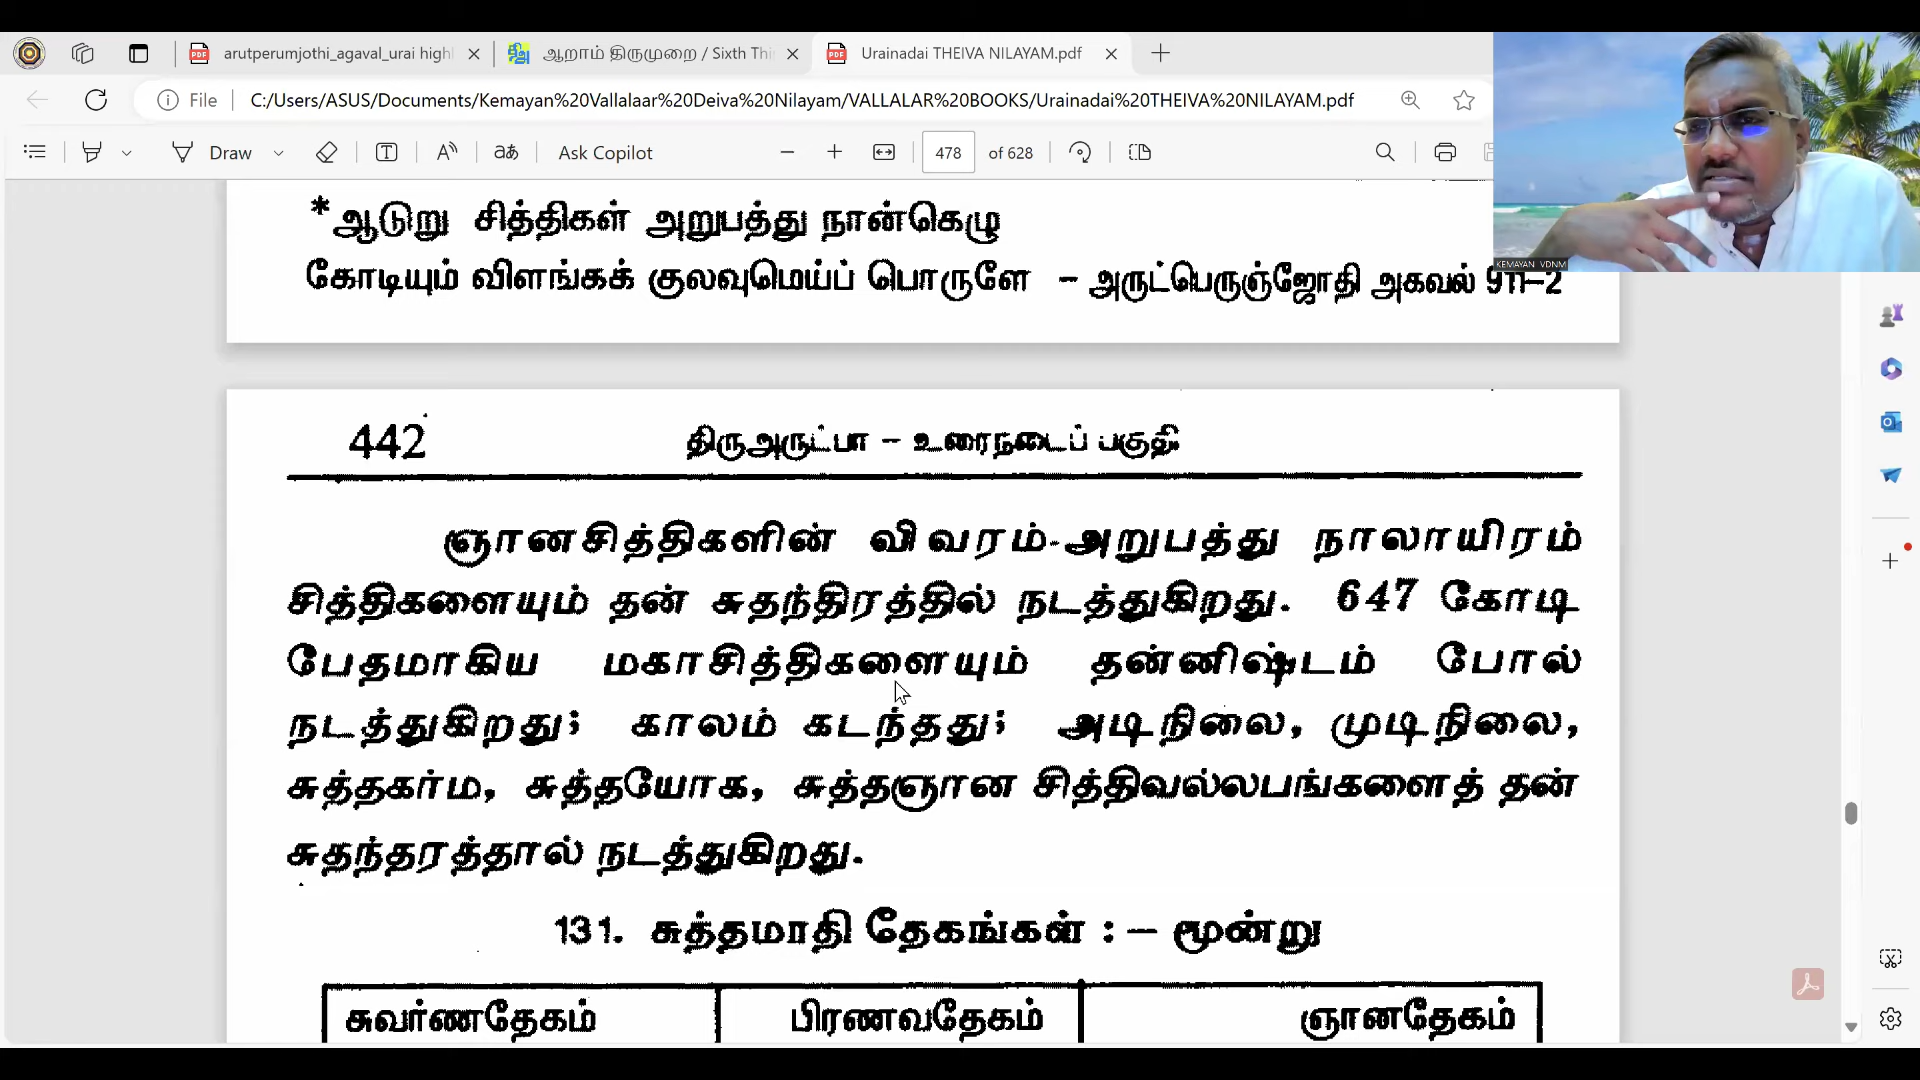 arutperumjothi_agaval_urai highl
ஆறாம் திருமுறை / Sixth Thi
Urainadai THEIVA NILAYAM.pdf
File
C:/Users/ASUS/Documents/Kemayan%20Vallalaar%20Deiva%20Nilayam/VALLALAR%20BOOKS/Urainadai%20THEIVA%20NILAYAM.pdf
Draw
Ask Copilot
478 of 628
KEMAYAN VDNM
*ஆடுறு சித்திகள் அறுபத்து நான்கெழு
கோடியும் விளங்கக் குலவுமெய்ப் பொருளே – அருட்பெருஞ்ஜோதி அகவல் 911–2
442 திருஅருட்பா – உரைநடைப் பகுதி
ஞானசித்திகளின் விவரம்-அறுபத்து நாலாயிரம்
சித்திகளையும் தன் சுதந்திரத்தில் நடத்துகிறது. 647 கோடி
பேதமாகிய மகாசித்திகளையும் தன்னிஷ்டம் போல்
நடத்துகிறது; காலம் கடந்தது; அடிநிலை, முடிநிலை,
சுத்தகர்ம, சுத்தயோக, சுத்தஞான சித்திவல்லபங்களைத் தன்
சுதந்தரத்தால் நடத்துகிறது.
131. சுத்தமாதி தேகங்கள் : – மூன்று
சுவர்ணதேகம் பிரணவதேகம் ஞானதேகம்